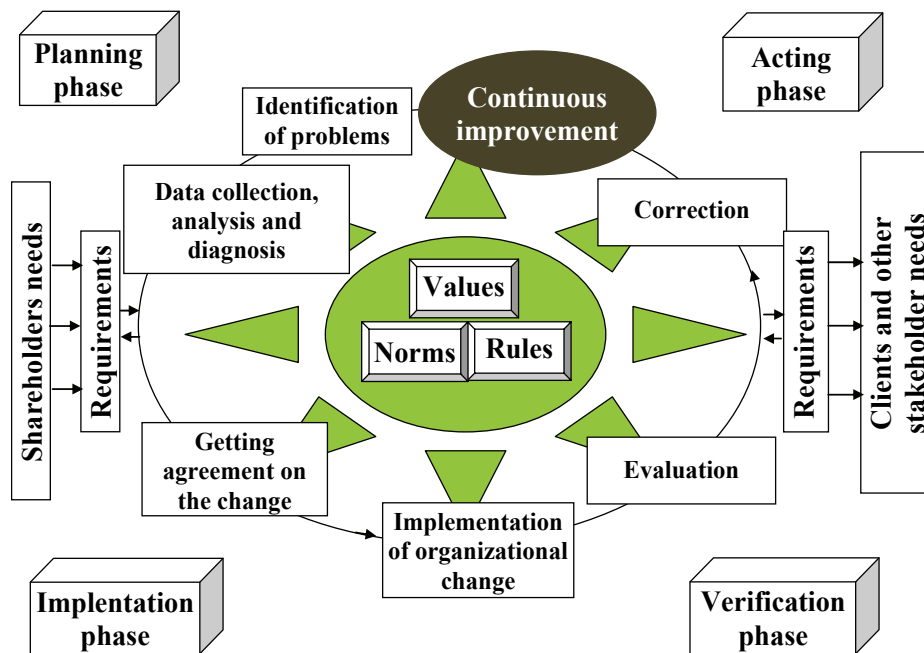 Planning
phase
Acting
phase
Continuous
improvement
Identification
of problems
Data collection,
analysis and
diagnosis
Correction
Shareholders needs
Requirements
Values
Norms
Rules
Requirements
Clients and other
stakeholder needs
Getting
agreement on
the change
Evaluation
Implementation
of organizational
change
Implentation
phase
Verification
phase